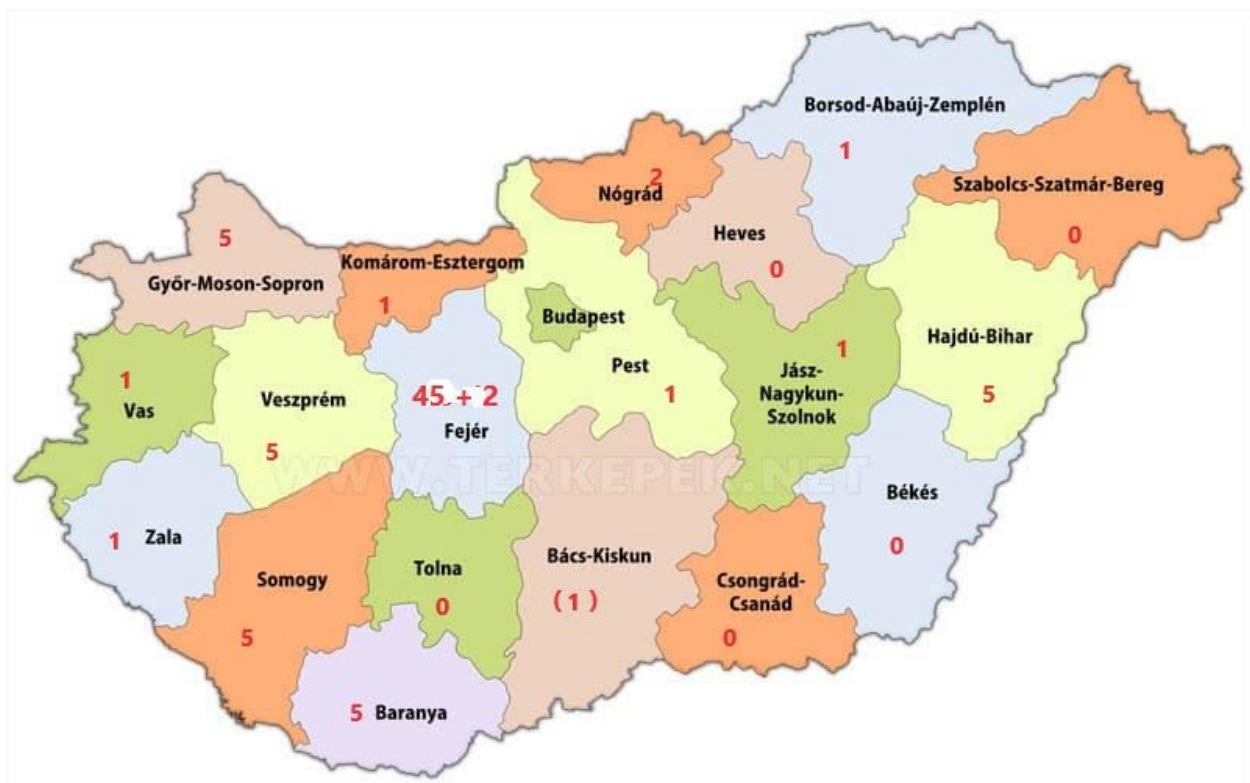 Borsod-Abaúj-Zemplén
1
Szabolcs-Szatmár-Bereg
0
Nógrád
2
Heves
0
5
Győr-Moson-Sopron
Komárom-Esztergom
1
Budapest
Pest
1
Hajdú-Bihar
5
1
Jász-
Nagykun-
Szolnok
1
Vas
Veszprém
5
45 + 2
Fejér
WWW.TERKEPEK.NET
Békés
0
1 Zala
Somogy
5
Tolna
0
Bács-Kiskun
( 1 )
Csongrád-
Csanád
0
5 Baranya